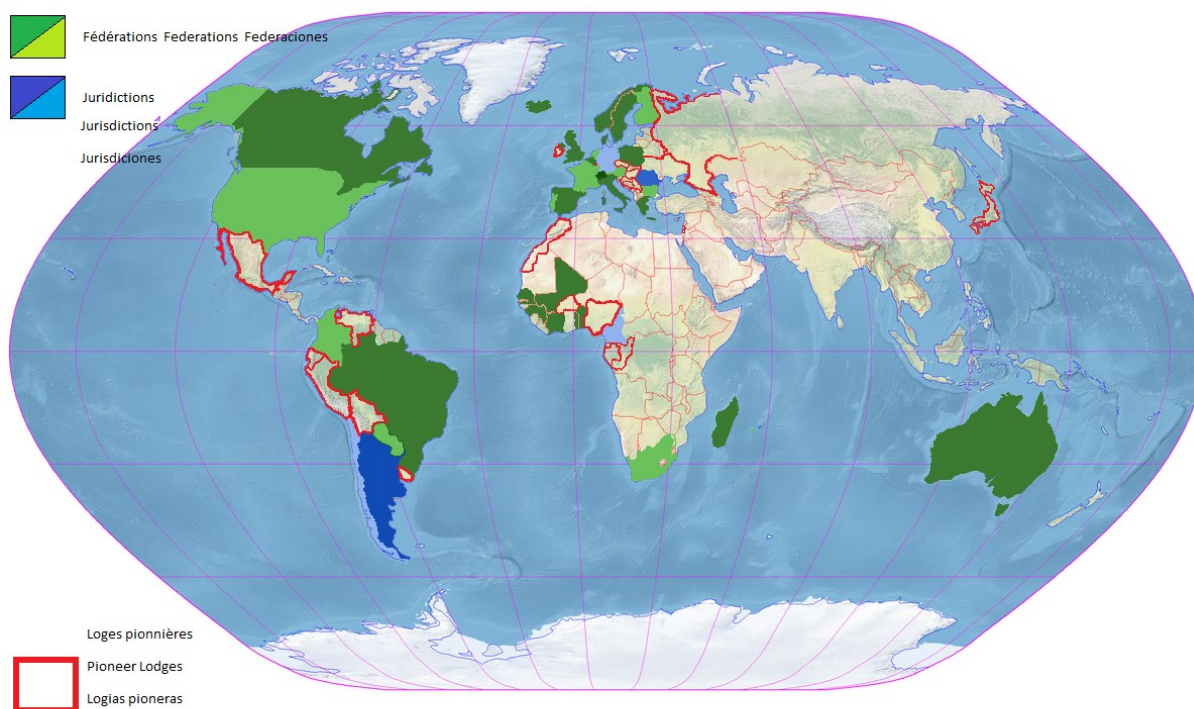 Fédérations Federations Federaciones
Juridictions
Jurisdictions
Jurisdiciones
Loges pionnières
Pioneer Lodges
Logias pioneras